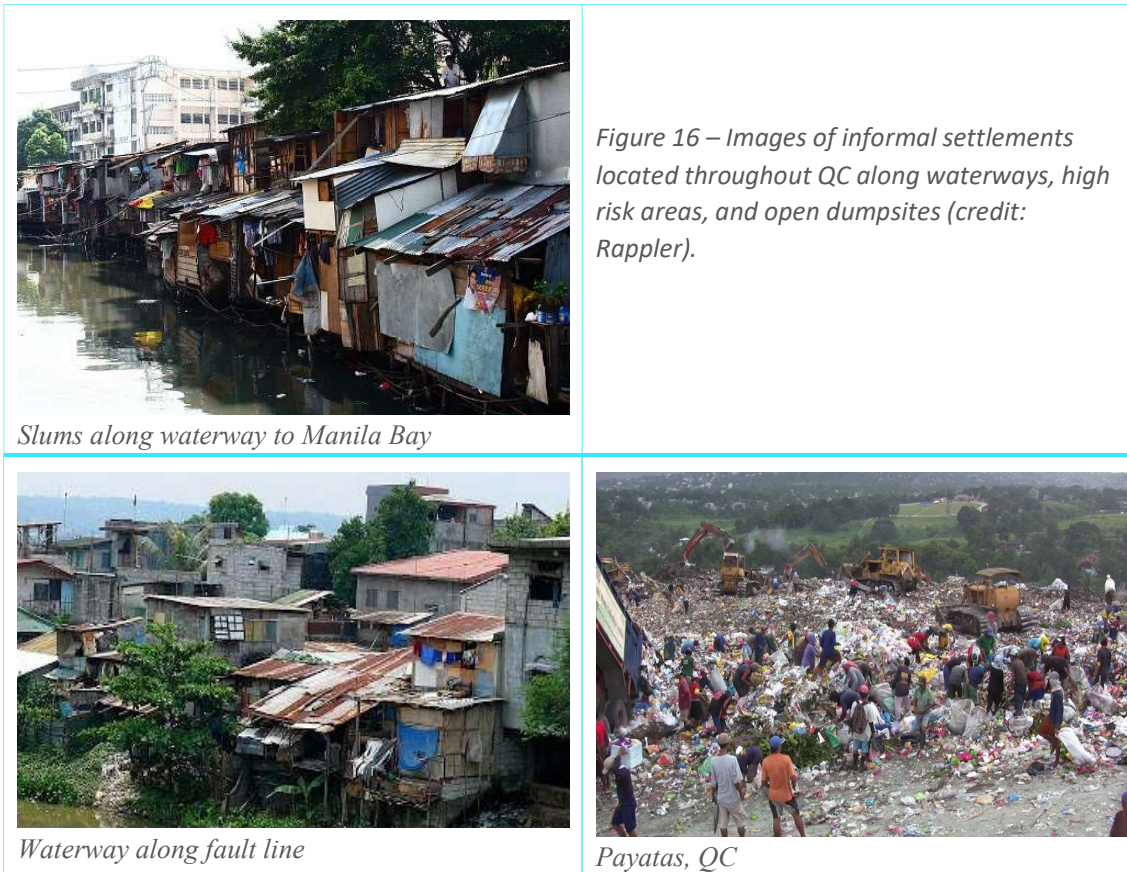 Figure 16 – Images of informal settlements
located throughout QC along waterways, high
risk areas, and open dumpsites (credit:
Rappler).
Slums along waterway to Manila Bay
Waterway along fault line
Payatas, QC